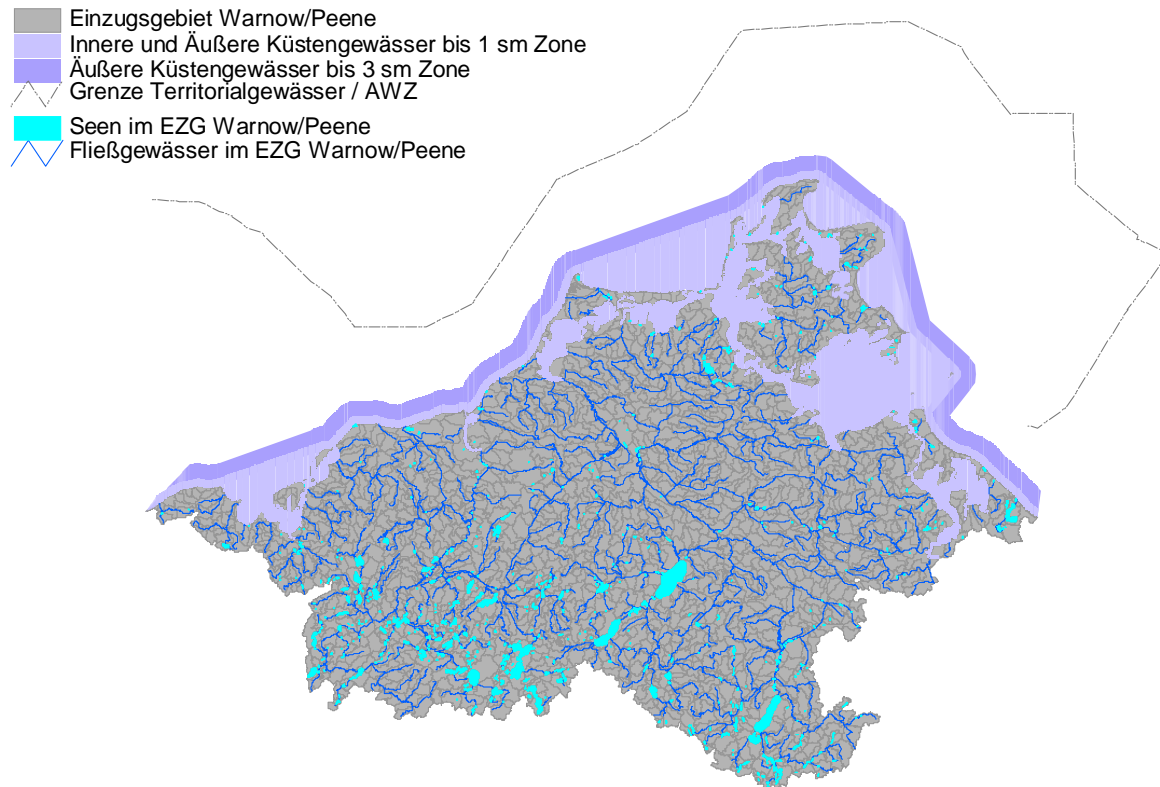 Einzugsgebiet Warnow/Peene
Innere und Äußere Küstengewässer bis 1 sm Zone
Äußere Küstengewässer bis 3 sm Zone
Grenze Territorialgewässer / AWZ
Seen im EZG Warnow/Peene
Fließgewässer im EZG Warnow/Peene